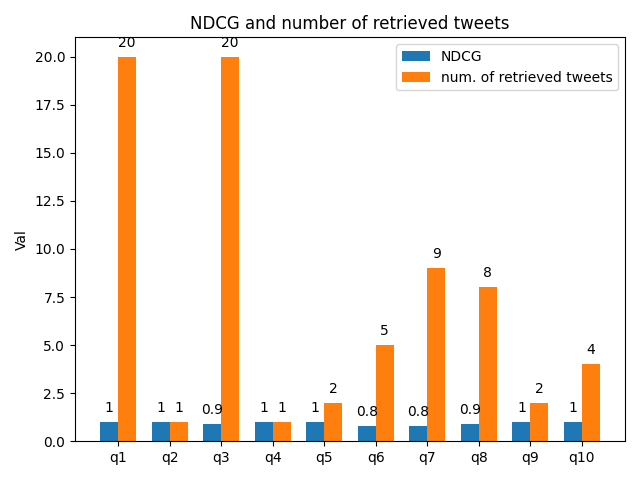 NDCG and number of retrieved tweets
NDCG
num. of retrieved tweets
Val
20.0
17.5
15.0
12.5
10.0
7.5
5.0
2.5
0.0
1 20 1 1 0.9 20 1 1 1 2 0.8 5 0.8 9 0.9 8 1 2 1 4
q1 q2 q3 q4 q5 q6 q7 q8 q9 q10